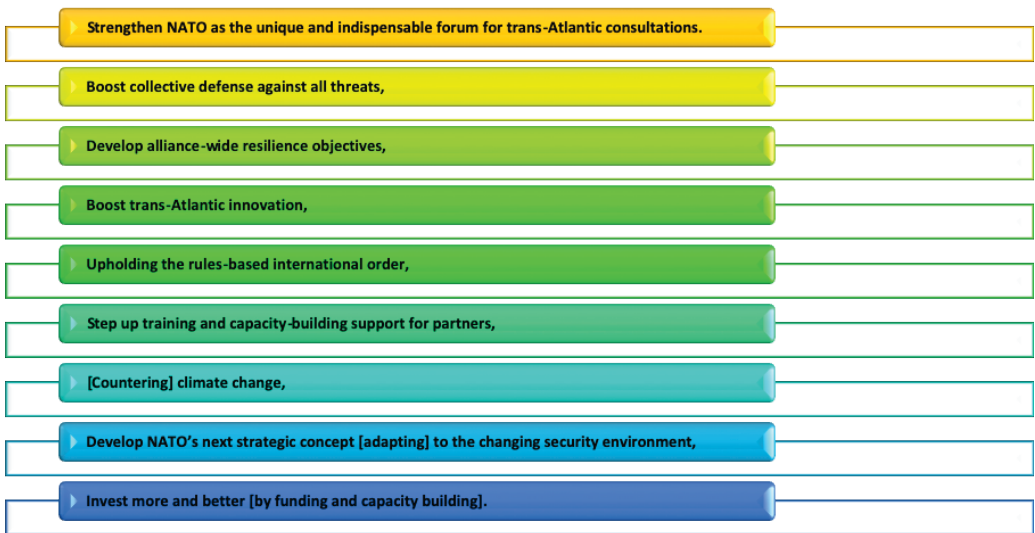 Strengthen NATO as the unique and indispensable forum for trans-Atlantic consultations.
Boost collective defense against all threats,
Develop alliance-wide resilience objectives,
Boost trans-Atlantic innovation,
Upholding the rules-based international order,
Step up training and capacity-building support for partners,
[Countering] climate change,
Develop NATO's next strategic concept [adapting] to the changing security environment,
Invest more and better [by funding and capacity building].